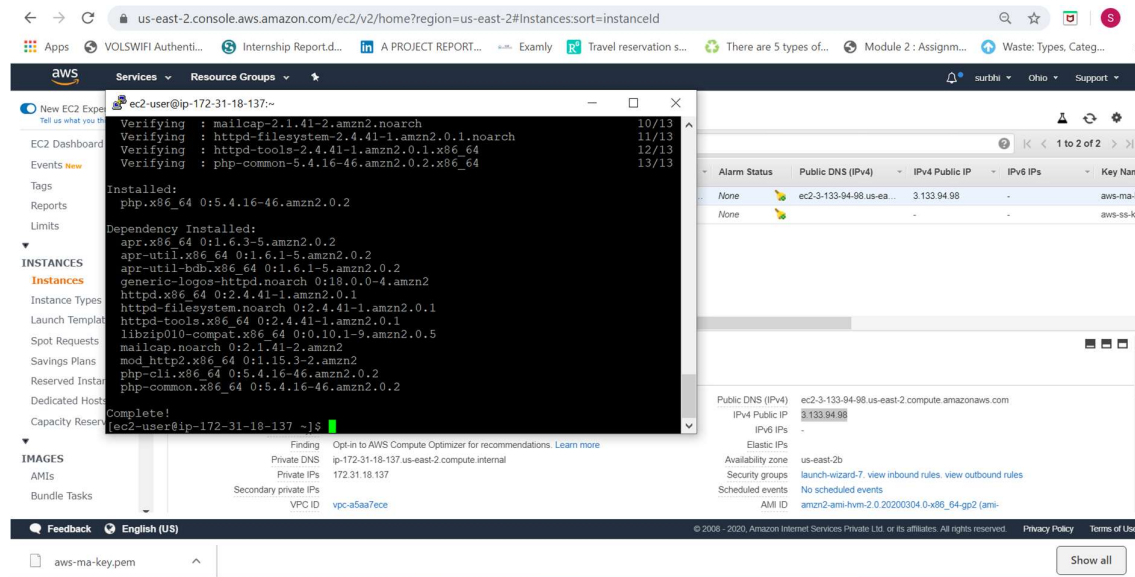 us-east-2.console.aws.amazon.com/ec2/v2/home?region=us-east-2#Instances:sort=instanceId
S
Apps VOLSWIFI Authenti... Internship Report.d... A PROJECT REPORT... Examly Travel reservation s... There are 5 types of... Module 2 : Assignm... Waste: Types, Categ...
aws Services Resource Groups surbhi Ohio Support
New EC2 Expe
Tell us what you th
EC2 Dashboard
Events New
Tags
Reports
Limits
INSTANCES
Instances
Instance Types
Launch Templat
Spot Requests
Savings Plans
Reserved Instan
Dedicated Hosts
Capacity Reserv
IMAGES
AMIs
Bundle Tasks
ec2-user@ip-172-31-18-137:~
Verifying : mailcap-2.1.41-2.amzn2.noarch 10/13
Verifying : httpd-filesystem-2.4.41-1.amzn2.0.1.noarch 11/13
Verifying : httpd-tools-2.4.41-1.amzn2.0.1.x86_64 12/13
Verifying : php-common-5.4.16-46.amzn2.0.2.x86_64 13/13
Installed:
php.x86_64 0:5.4.16-46.amzn2.0.2
Dependency Installed:
apr.x86_64 0:1.6.3-5.amzn2.0.2
apr-util.x86_64 0:1.6.1-5.amzn2.0.2
apr-util-bdb.x86_64 0:1.6.1-5.amzn2.0.2
generic-logos-httpd.noarch 0:18.0.0-4.amzn2
httpd.x86_64 0:2.4.41-1.amzn2.0.1
httpd-filesystem.noarch 0:2.4.41-1.amzn2.0.1
httpd-tools.x86_64 0:2.4.41-1.amzn2.0.1
libzip010-compat.x86_64 0:0.10.1-9.amzn2.0.5
mailcap.noarch 0:2.1.41-2.amzn2
mod_http2.x86_64 0:1.15.3-2.amzn2
php-cli.x86_64 0:5.4.16-46.amzn2.0.2
php-common.x86_64 0:5.4.16-46.amzn2.0.2
Complete!
[ec2-user@ip-172-31-18-137 ~]$
1 to 2 of 2
Alarm Status Public DNS (IPv4) IPv4 Public IP IPv6 IPs Key Nam
None ec2-3-133-94-98.us-ea... 3.133.94.98 - aws-ma-
None - - aws-ss-k
Finding Opt-in to AWS Compute Optimizer for recommendations. Learn more
Private DNS ip-172-31-18-137.us-east-2.compute.internal
Private IPs 172.31.18.137
Secondary private IPs
VPC ID vpc-a5aa7ece
Public DNS (IPv4) ec2-3-133-94-98.us-east-2.compute.amazonaws.com
IPv4 Public IP 3.133.94.98
IPv6 IPs -
Elastic IPs
Availability zone us-east-2b
Security groups launch-wizard-7. view inbound rules. view outbound rules
Scheduled events No scheduled events
AMI ID amzn2-ami-hvm-2.0.20200304.0-x86_64-gp2 (ami-
Feedback English (US) © 2008 - 2020, Amazon Internet Services Private Ltd. or its affiliates. All rights reserved. Privacy Policy Terms of Use
aws-ma-key.pem Show all